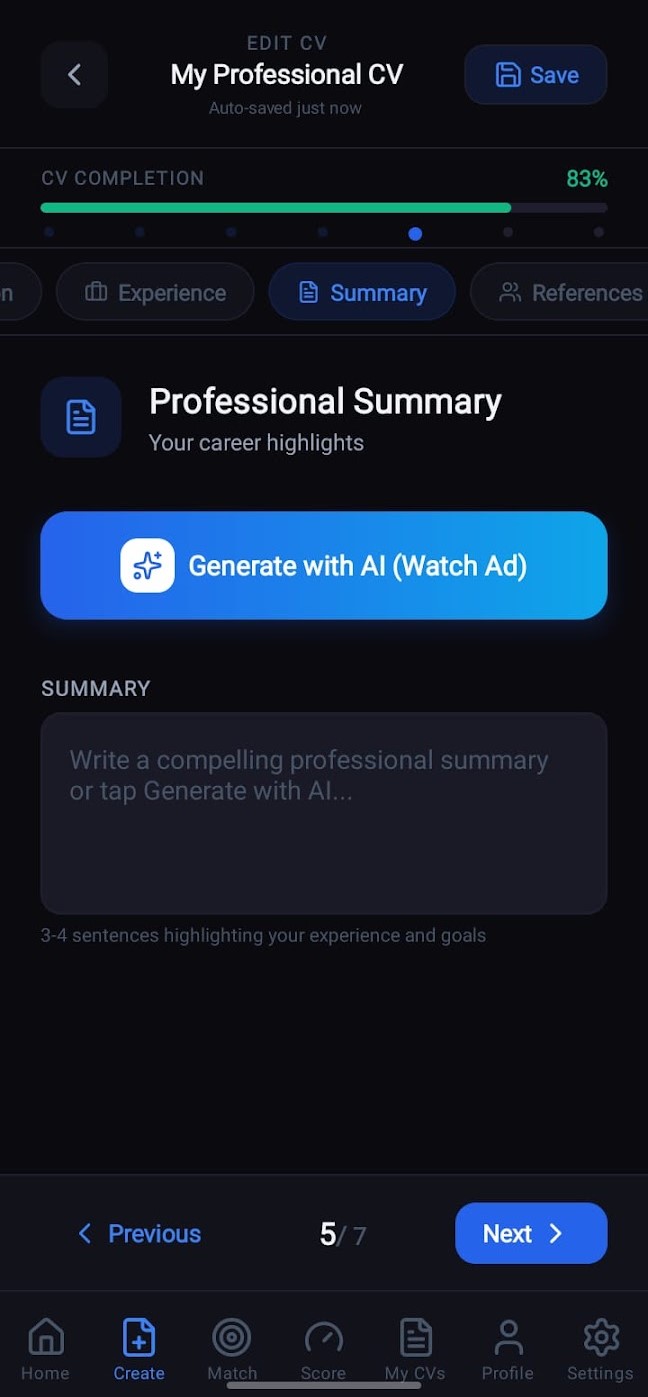 EDIT CV
My Professional CV
Auto-saved just now
Save
CV COMPLETION
83%
n
Experience
Summary
References
Professional Summary
Your career highlights
Generate with AI (Watch Ad)
SUMMARY
Write a compelling professional summary
or tap Generate with AI...
3-4 sentences highlighting your experience and goals
Previous
5/ 7
Next
Home
Create
Match
Score
My CVs
Profile
Settings